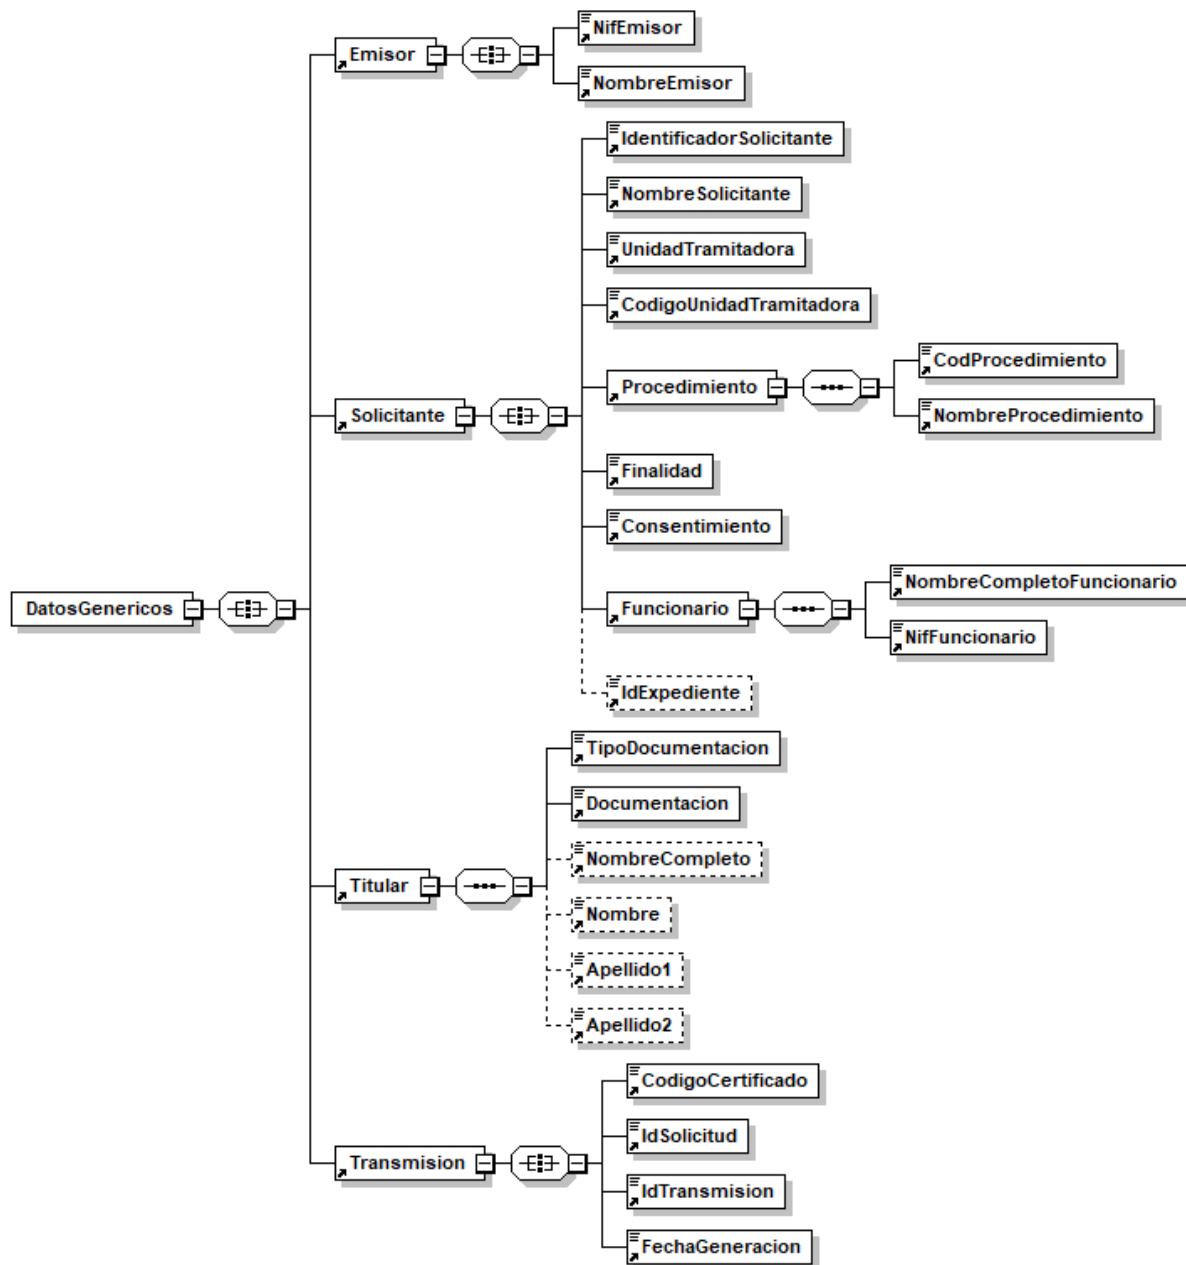 DatosGenericos
Emisor
NifEmisor
NombreEmisor
Solicitante
IdentificadorSolicitante
NombreSolicitante
UnidadTramitadora
CodigoUnidadTramitadora
Procedimiento
CodProcedimiento
NombreProcedimiento
Finalidad
Consentimiento
Funcionario
NombreCompletoFuncionario
NifFuncionario
IdExpediente
Titular
TipoDocumentacion
Documentacion
NombreCompleto
Nombre
Apellido1
Apellido2
Transmision
CodigoCertificado
IdSolicitud
IdTransmision
FechaGeneracion